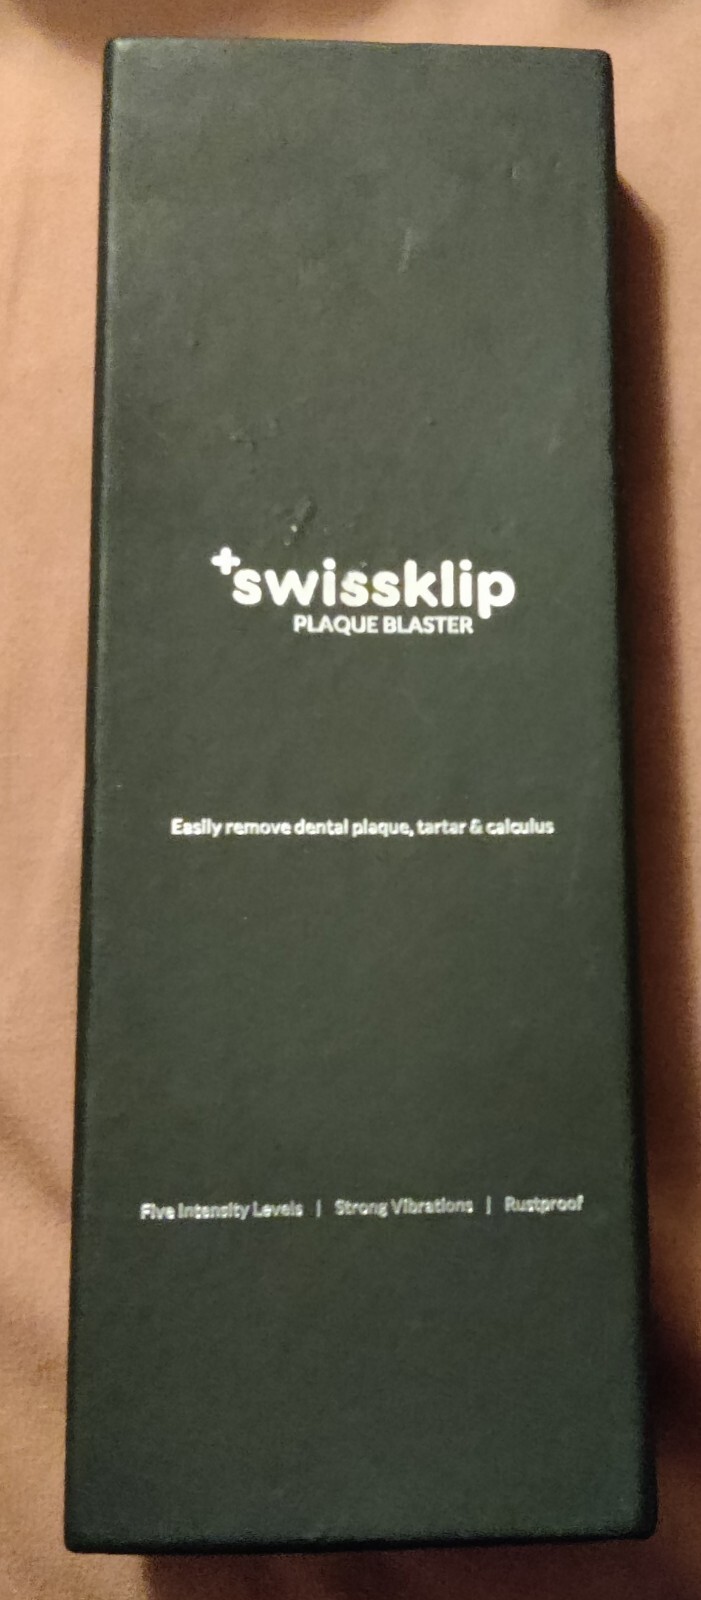 +swissklip
PLAQUE BLASTER
Easily remove dental plaque, tartar & calculus
Five Intensity Levels | Strong Vibrations | Rustproof